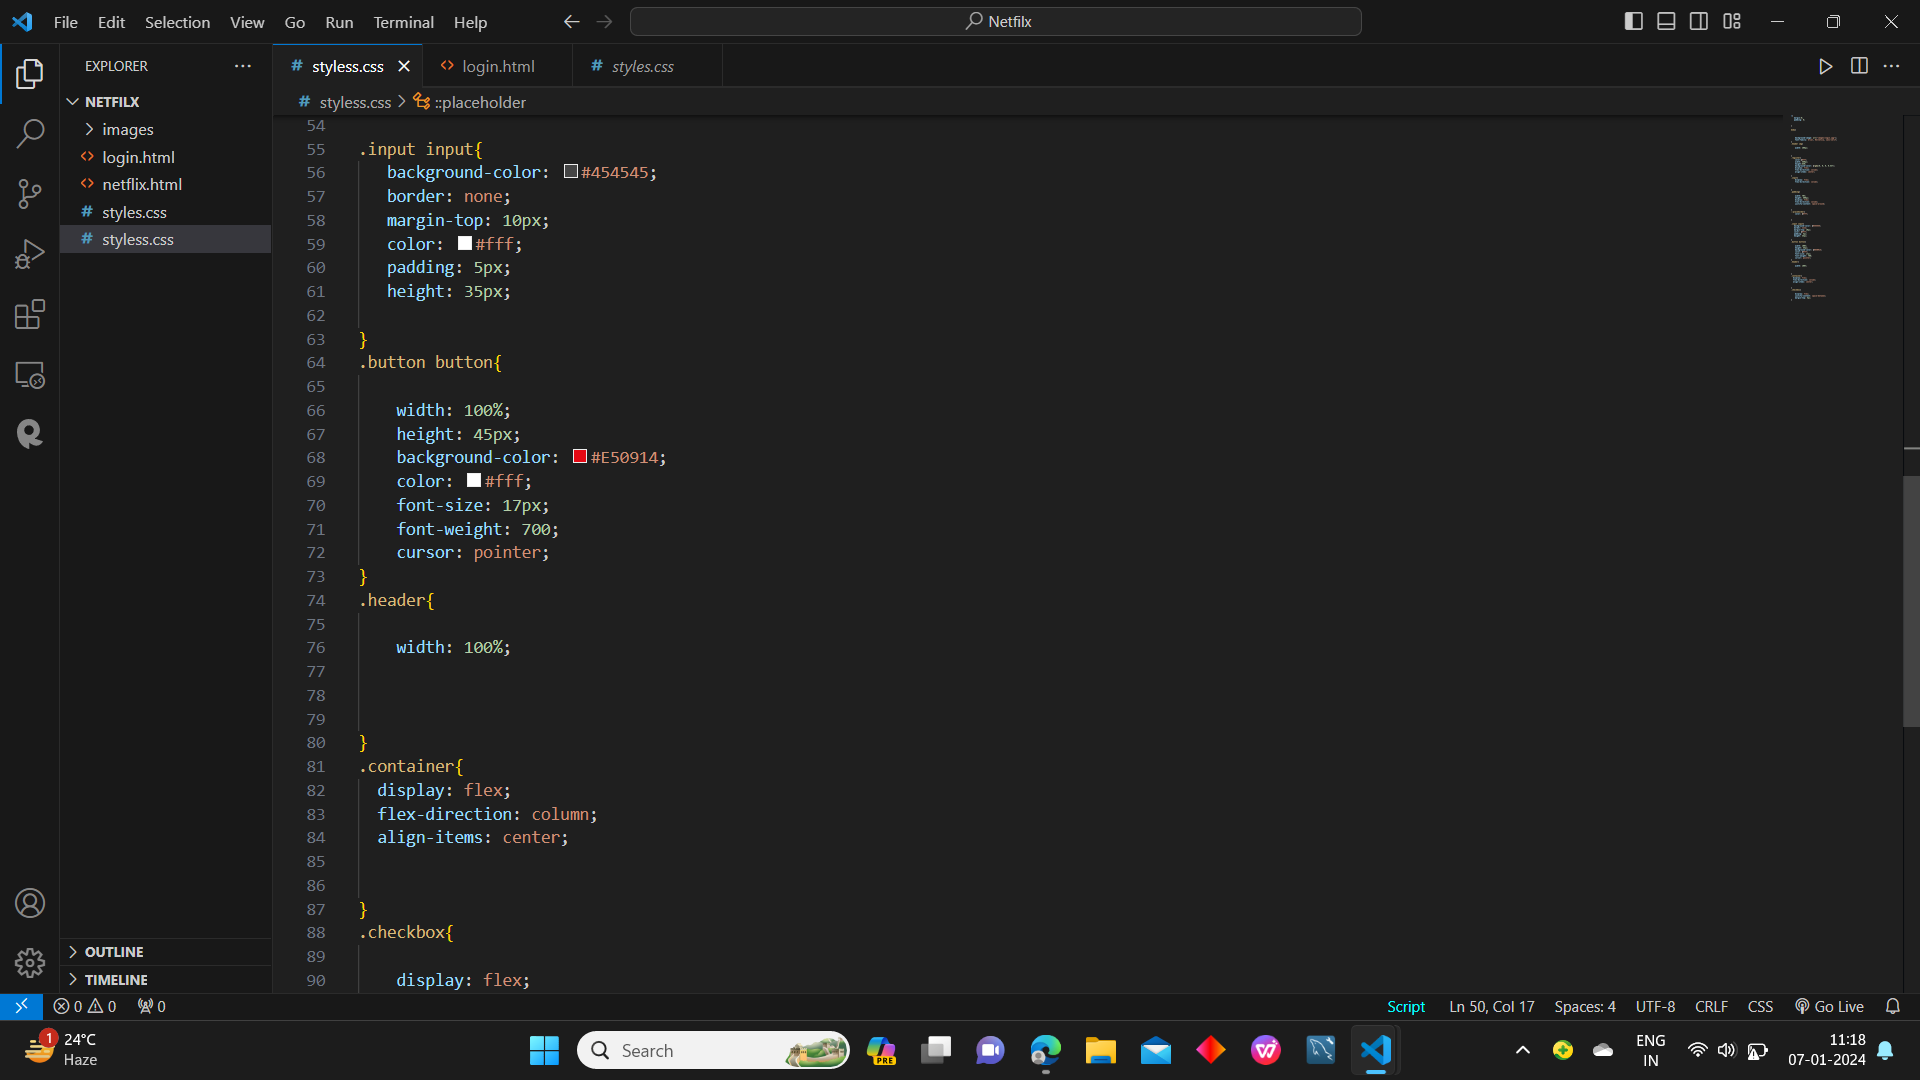 File Edit Selection View Go Run Terminal Help
Netfilx
EXPLORER
NETFILX
images
login.html
netflix.html
styles.css
styless.css
OUTLINE
TIMELINE
styless.css
login.html
styles.css
styless.css > ::placeholder
54
55 .input input{
56 background-color: #454545;
57 border: none;
58 margin-top: 10px;
59 color: #fff;
60 padding: 5px;
61 height: 35px;
62
63 }
64 .button button{
65
66 width: 100%;
67 height: 45px;
68 background-color: #E50914;
69 color: #fff;
70 font-size: 17px;
71 font-weight: 700;
72 cursor: pointer;
73 }
74 .header{
75
76 width: 100%;
77
78
79
80 }
81 .container{
82 display: flex;
83 flex-direction: column;
84 align-items: center;
85
86
87 }
88 .checkbox{
89
90 display: flex;
0 0 0 Script Ln 50, Col 17 Spaces: 4 UTF-8 CRLF CSS Go Live
1
24°C
Haze
Search
PRE
ENG
IN
11:18
07-01-2024